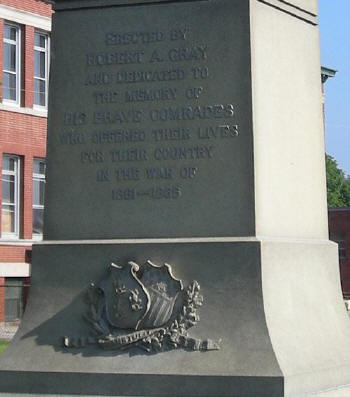 ERECTED BY
ROBERT A. GRAY
AND DEDICATED TO
THE MEMORY OF
HIS BRAVE COMRADES
WHO OFFERED THEIR LIVES
FOR THEIR COUNTRY
IN THE WAR OF
1861—1865